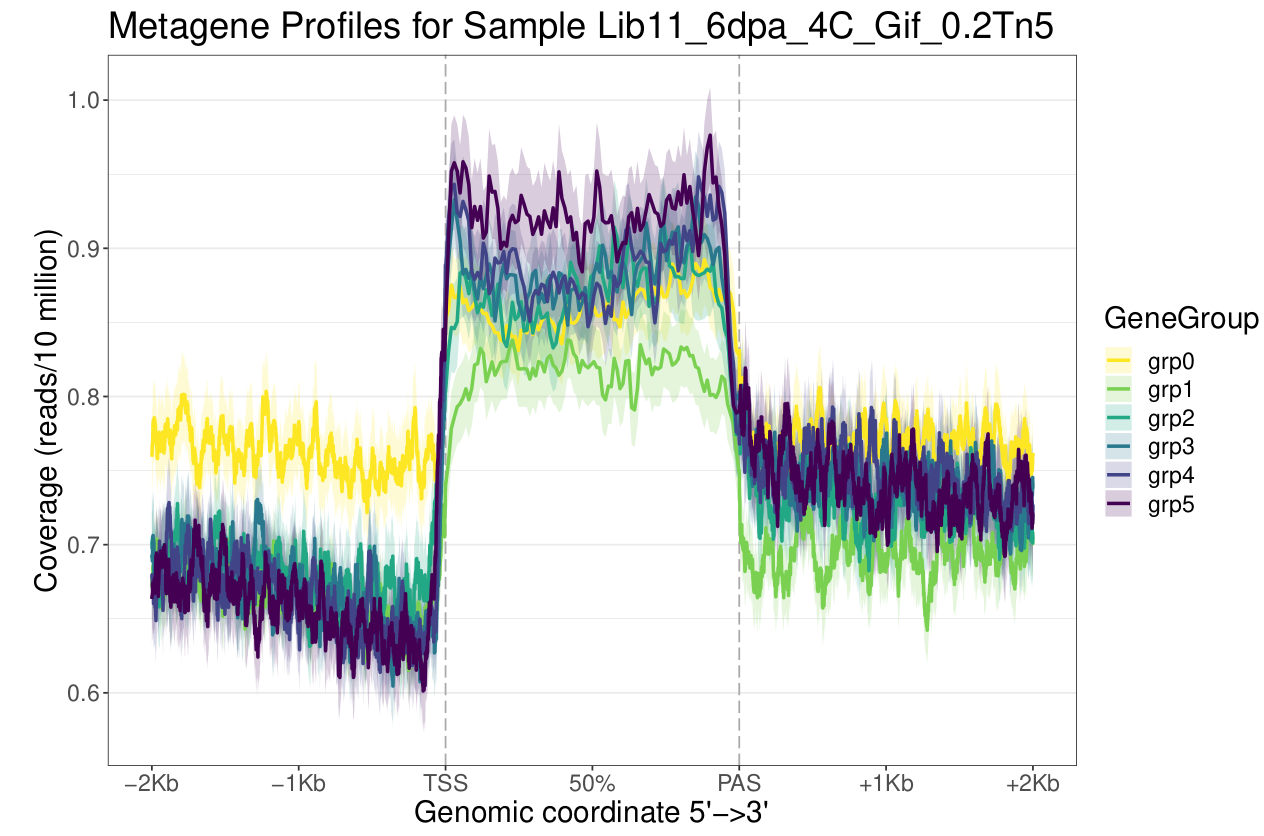 Metagene Profiles for Sample Lib11_6dpa_4C_Gif_0.2Tn5
Coverage (reads/10 million)
1.0
0.9
0.8
0.7
0.6
−2Kb
−1Kb
TSS
50%
PAS
+1Kb
+2Kb
Genomic coordinate 5'−>3'
GeneGroup
grp0
grp1
grp2
grp3
grp4
grp5